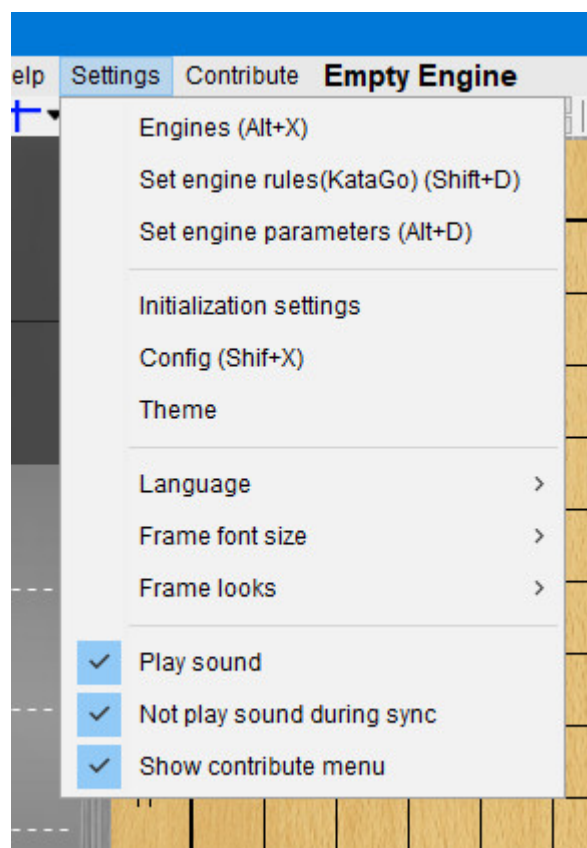 elp Settings Contribute Empty Engine
Engines (Alt+X)
Set engine rules(KataGo) (Shift+D)
Set engine parameters (Alt+D)
Initialization settings
Config (Shif+X)
Theme
Language
Frame font size
Frame looks
Play sound
Not play sound during sync
Show contribute menu